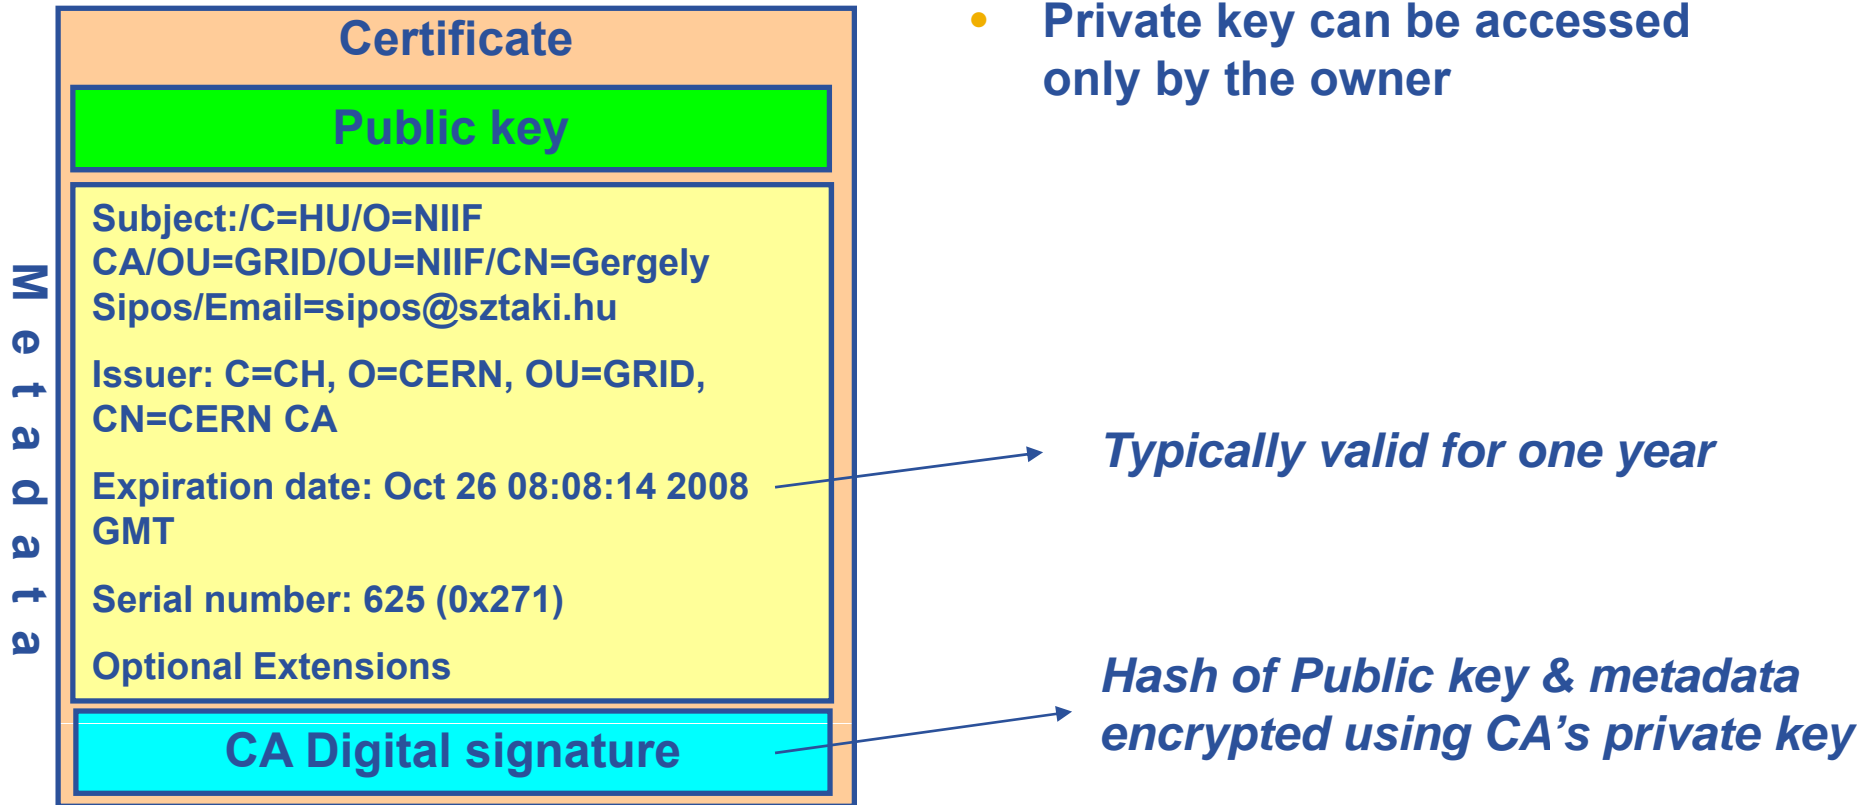 Certificate
Public key
Metadata
Subject:/C=HU/O=NIIF
CA/OU=GRID/OU=NIIF/CN=Gergely
Sipos/Email=sipos@sztaki.hu
Issuer: C=CH, O=CERN, OU=GRID,
CN=CERN CA
Expiration date: Oct 26 08:08:14 2008
GMT
Serial number: 625 (0x271)
Optional Extensions
CA Digital signature
• Private key can be accessed
only by the owner
Typically valid for one year
Hash of Public key & metadata
encrypted using CA’s private key